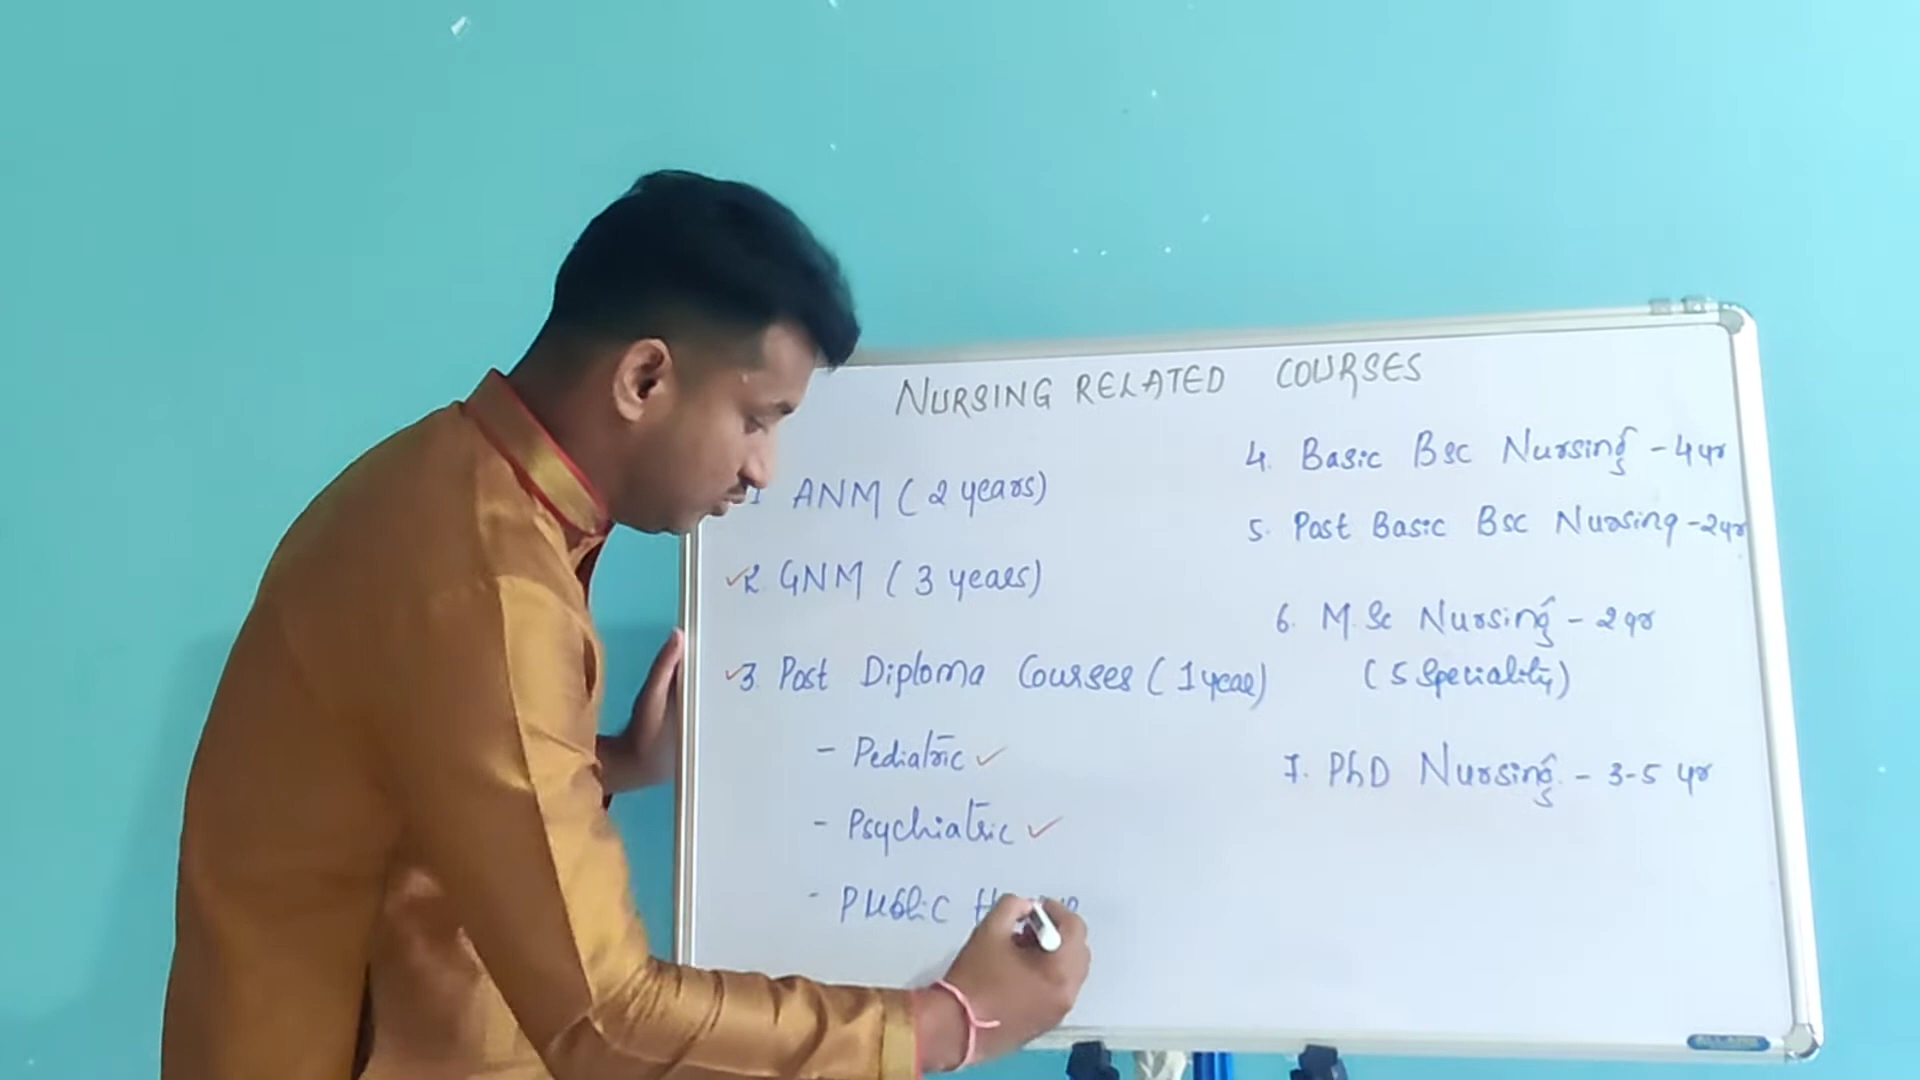 NURSING RELATED COURSES
1 ANM (2 years)
2. GNM (3 years)
3. Post Diploma Courses (1 year)
- Pediatric
- Psychiatric
- Public
4. Basic Bsc Nursing - 4yr
5. Post Basic Bsc Nursing - 2yr
6. M.Sc Nursing - 2yr
(5 Speciality)
7. PhD Nursing - 3-5 yr